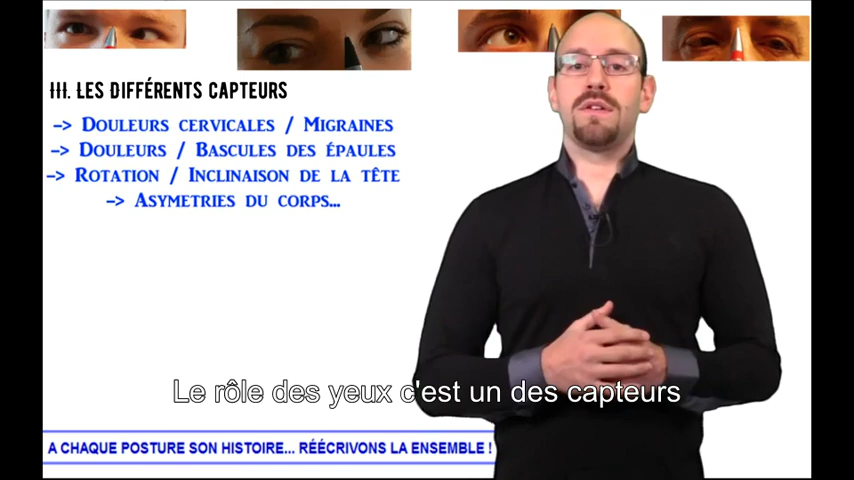 III. LES DIFFÉRENTS CAPTEURS
–> DOULEURS CERVICALES / MIGRAINES
–> DOULEURS / BASCULES DES ÉPAULES
–> ROTATION / INCLINAISON DE LA TÊTE
–> ASYMETRIES DU CORPS...
Le rôle des yeux c'est un des capteurs
A CHAQUE POSTURE SON HISTOIRE... RÉÉCRIVONS LA ENSEMBLE !